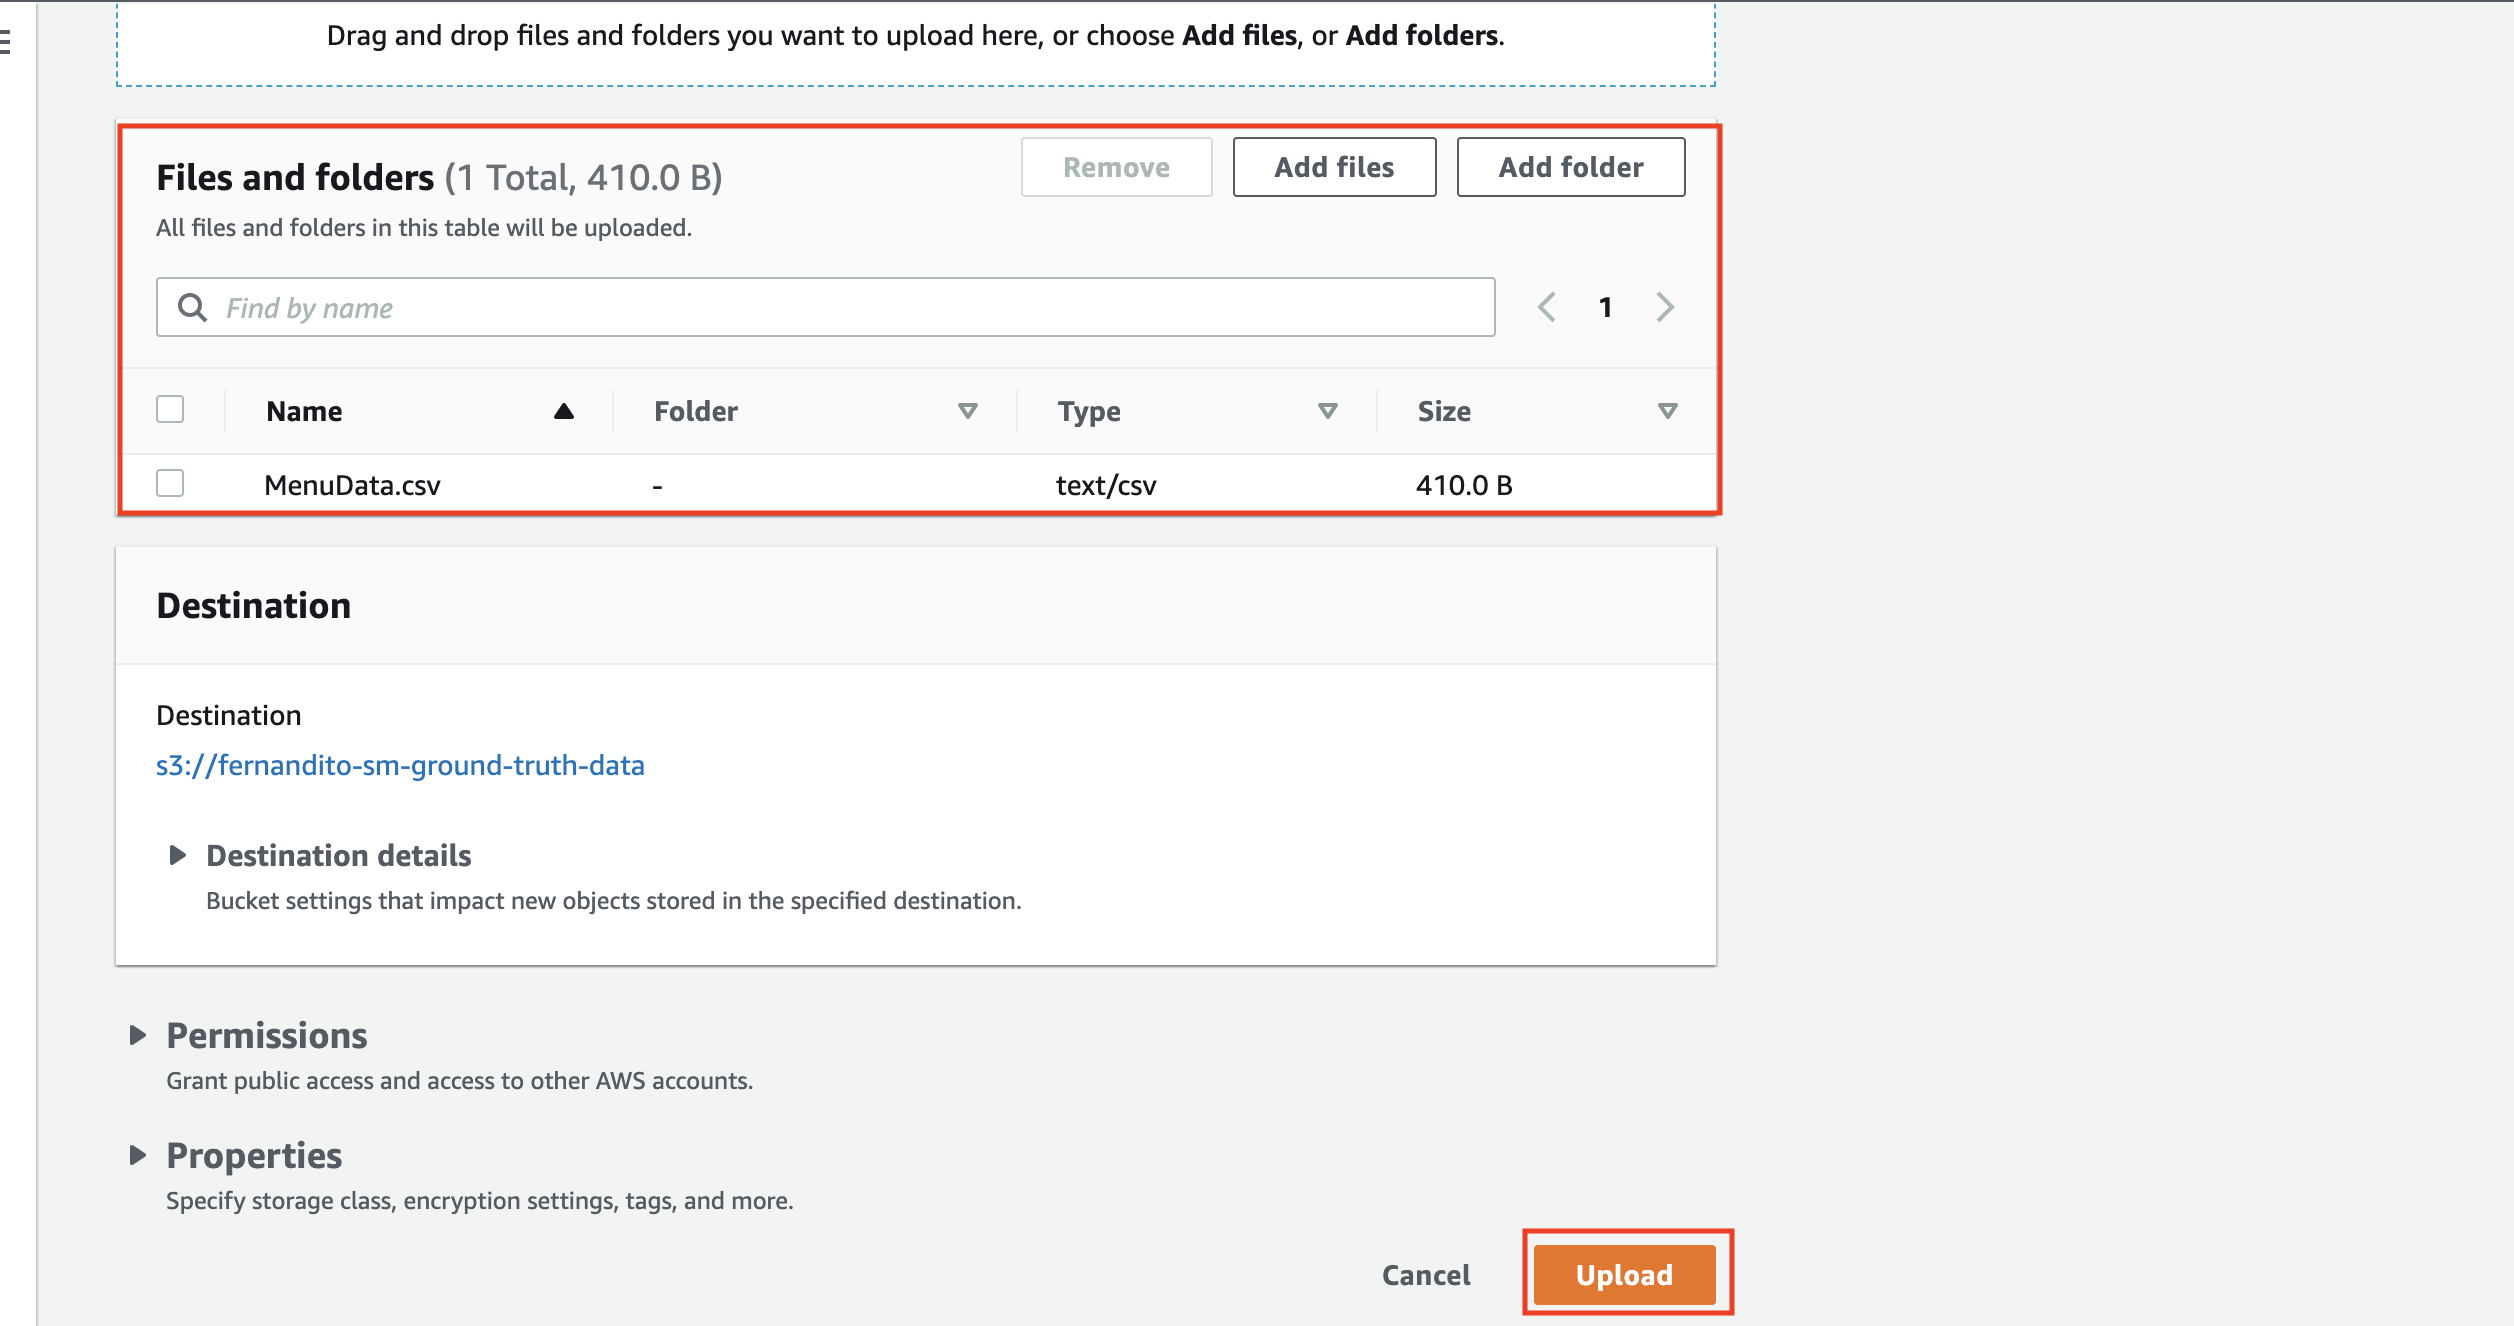 Drag and drop files and folders you want to upload here, or choose Add files, or Add folders.
Files and folders (1 Total, 410.0 B)
Remove
Add files
Add folder
All files and folders in this table will be uploaded.
Find by name
1
Name Folder Type Size
MenuData.csv - text/csv 410.0 B
Destination
Destination
s3://fernandito-sm-ground-truth-data
Destination details
Bucket settings that impact new objects stored in the specified destination.
Permissions
Grant public access and access to other AWS accounts.
Properties
Specify storage class, encryption settings, tags, and more.
Cancel
Upload